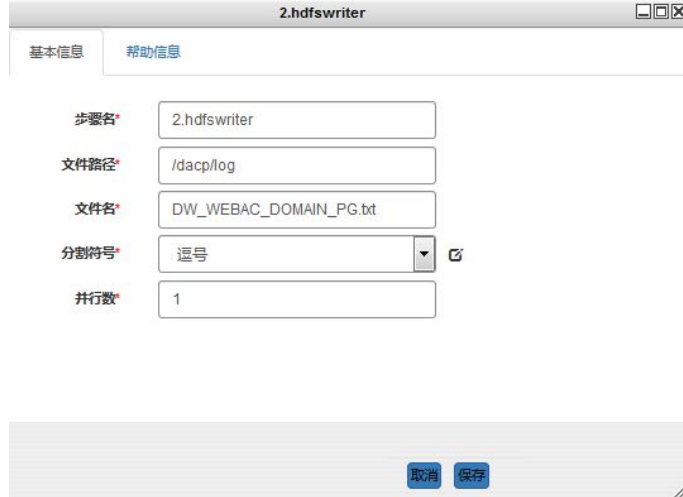 2.hdfswriter
基本信息 帮助信息
步骤名* 2.hdfswriter
文件路径* /dacp/log
文件名* DW_WEBAC_DOMAIN_PG.txt
分割符号* 逗号
并行数* 1
取消 保存